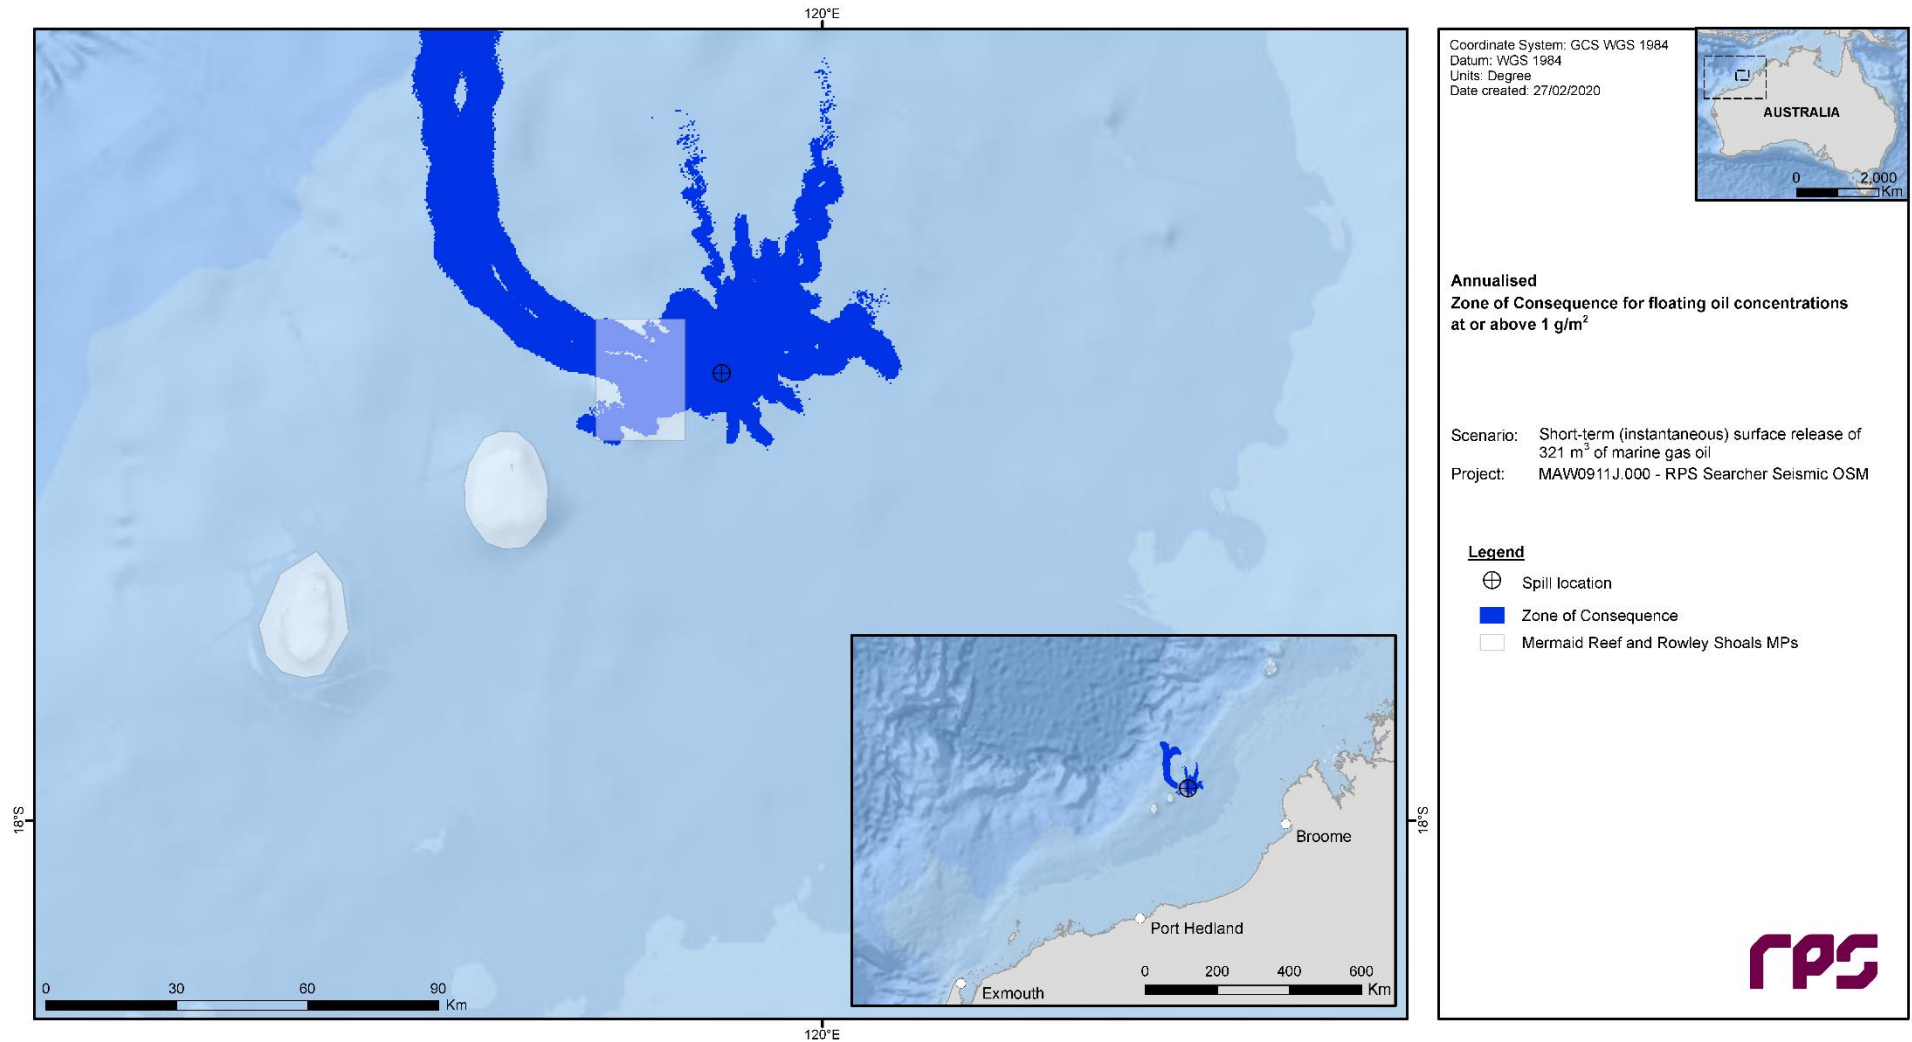 120°E
Coordinate System: GCS WGS 1984
Datum: WGS 1984
Units: Degree
Date created: 27/02/2020
AUSTRALIA
0 2,000
Km
Annualised
Zone of Consequence for floating oil concentrations
at or above 1 g/m²
Scenario: Short-term (instantaneous) surface release of
321 m³ of marine gas oil
Project: MAW0911J.000 - RPS Searcher Seismic OSM
Legend
Spill location
Zone of Consequence
Mermaid Reef and Rowley Shoals MPs
18°S
18°S
Broome
Port Hedland
Exmouth
0 200 400 600
Km
0 30 60 90
Km
rps
120°E